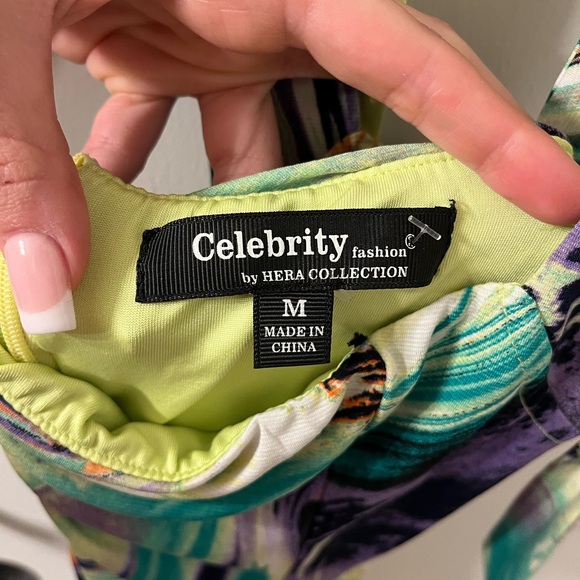 Celebrity fashion
by HERA COLLECTION
M
MADE IN
CHINA